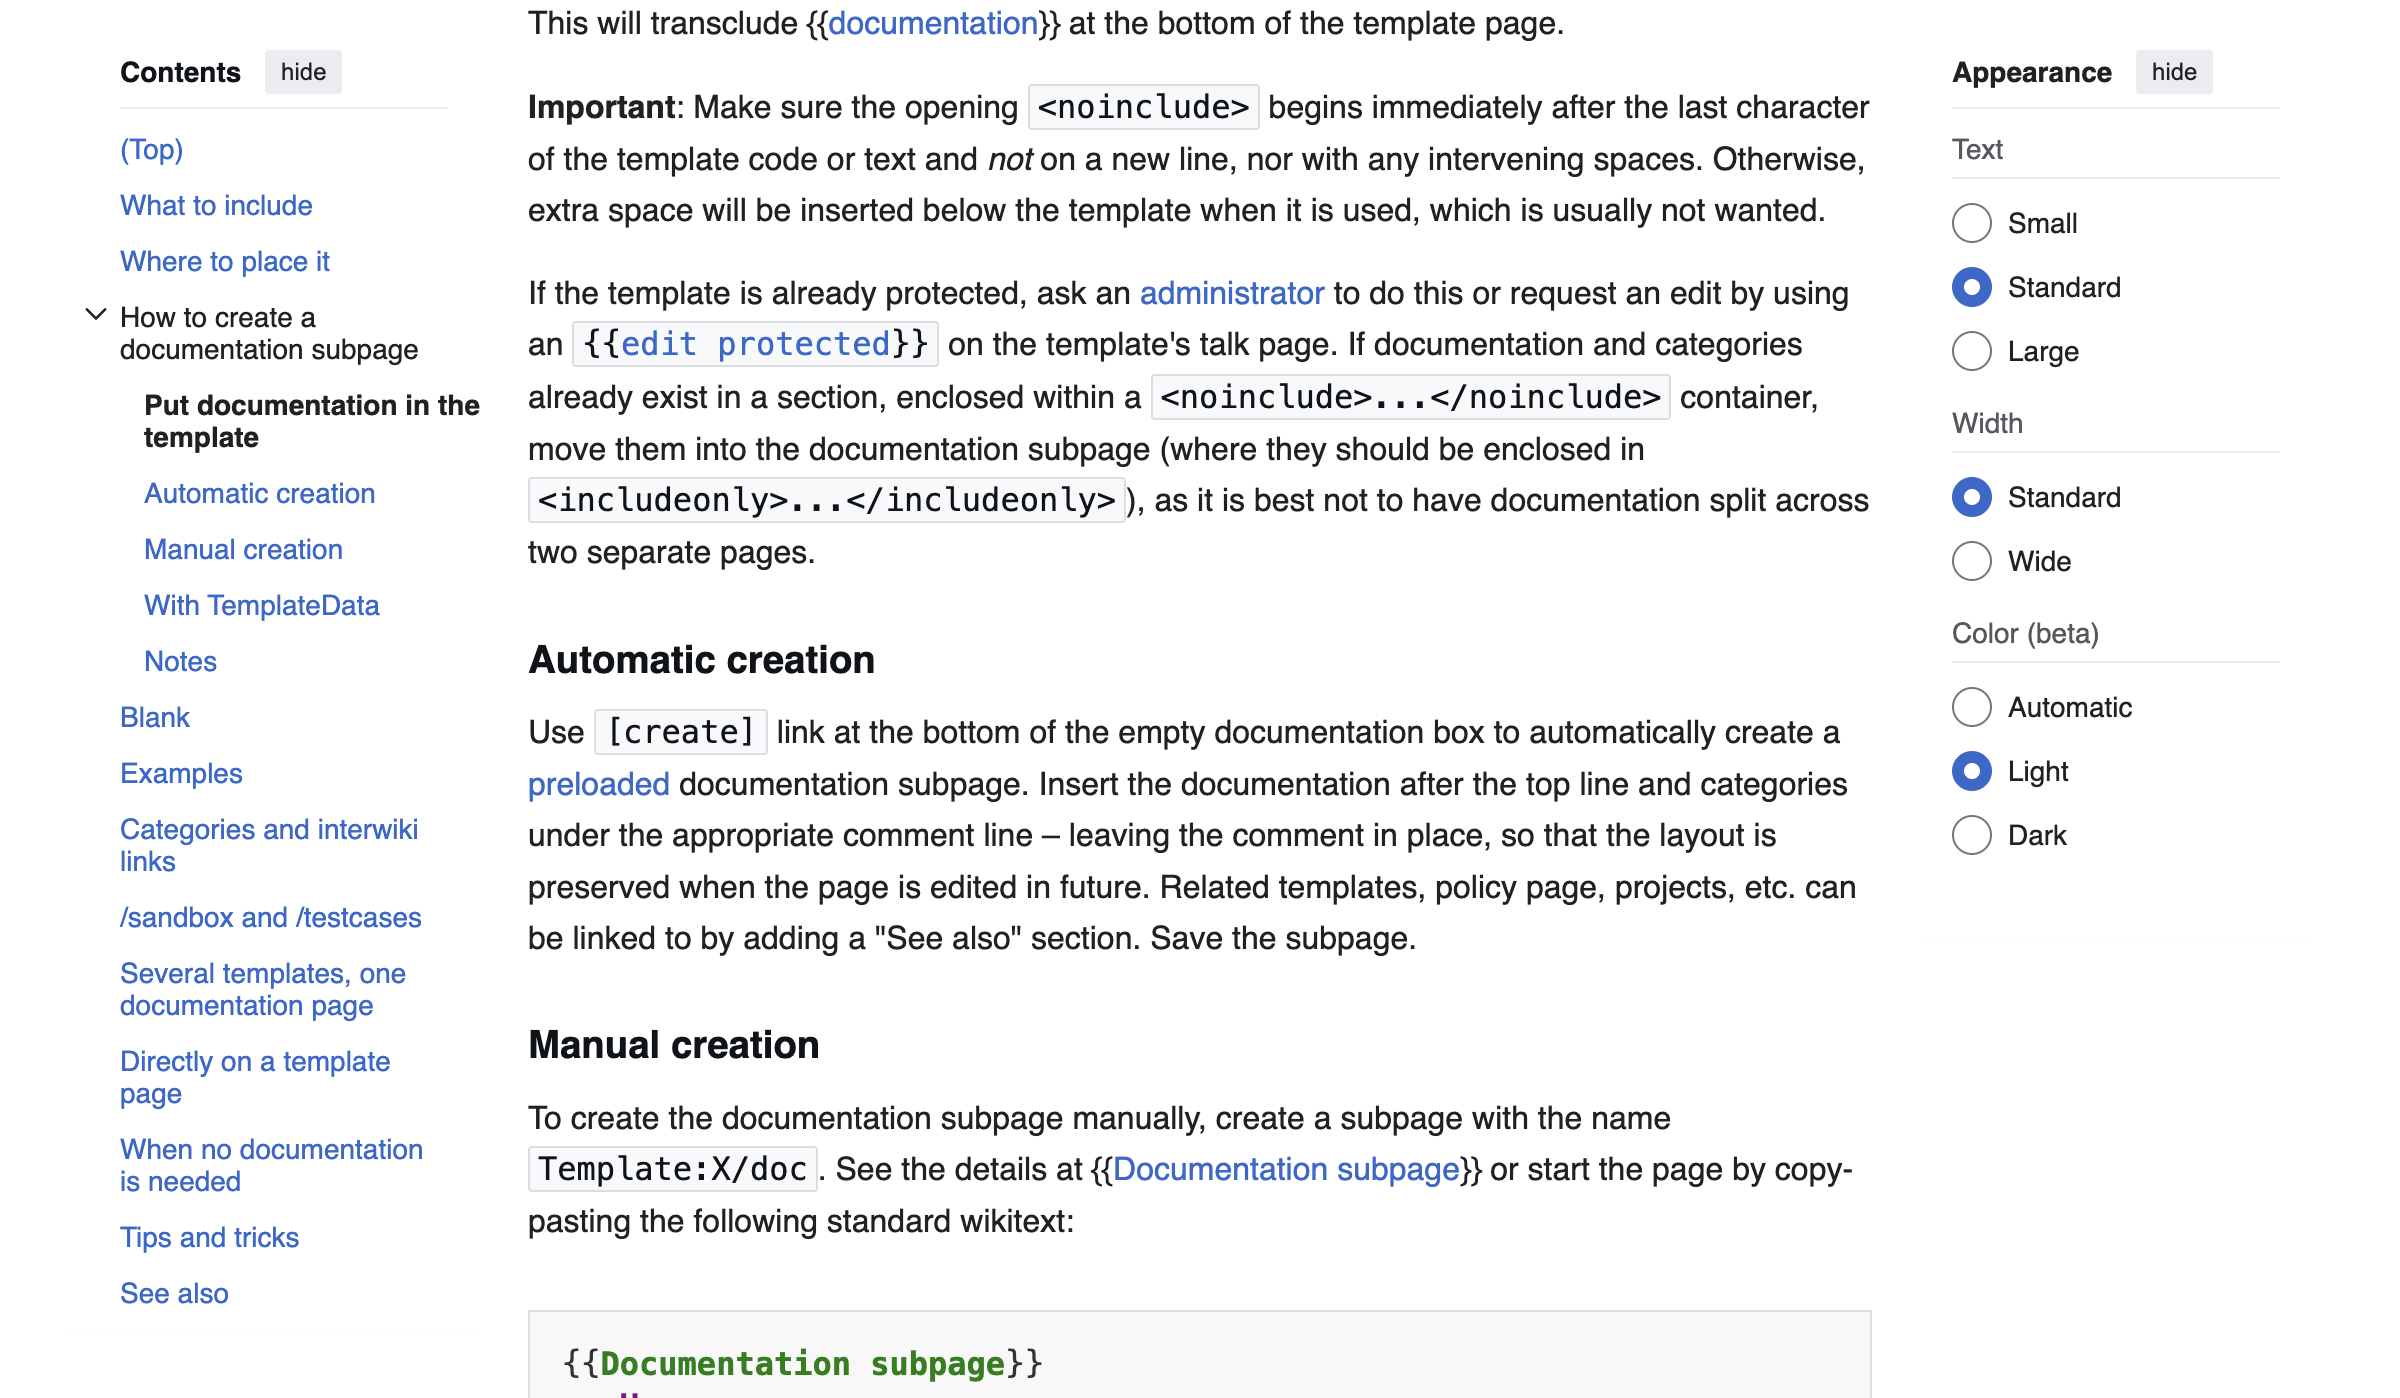 Contents hide
(Top)
What to include
Where to place it
How to create a
documentation subpage
Put documentation in the
template
Automatic creation
Manual creation
With TemplateData
Notes
Blank
Examples
Categories and interwiki
links
/sandbox and /testcases
Several templates, one
documentation page
Directly on a template
page
When no documentation
is needed
Tips and tricks
See also
This will transclude {{documentation}} at the bottom of the template page.
Important: Make sure the opening <noinclude> begins immediately after the last character
of the template code or text and not on a new line, nor with any intervening spaces. Otherwise,
extra space will be inserted below the template when it is used, which is usually not wanted.
If the template is already protected, ask an administrator to do this or request an edit by using
an {{edit protected}} on the template's talk page. If documentation and categories
already exist in a section, enclosed within a <noinclude>...</noinclude> container,
move them into the documentation subpage (where they should be enclosed in
<includeonly>...</includeonly>), as it is best not to have documentation split across
two separate pages.
Automatic creation
Use [create] link at the bottom of the empty documentation box to automatically create a
preloaded documentation subpage. Insert the documentation after the top line and categories
under the appropriate comment line – leaving the comment in place, so that the layout is
preserved when the page is edited in future. Related templates, policy page, projects, etc. can
be linked to by adding a "See also" section. Save the subpage.
Manual creation
To create the documentation subpage manually, create a subpage with the name
Template:X/doc. See the details at {{Documentation subpage}} or start the page by copy-
pasting the following standard wikitext:
{{Documentation subpage}}
Appearance hide
Text
Small
Standard
Large
Width
Standard
Wide
Color (beta)
Automatic
Light
Dark